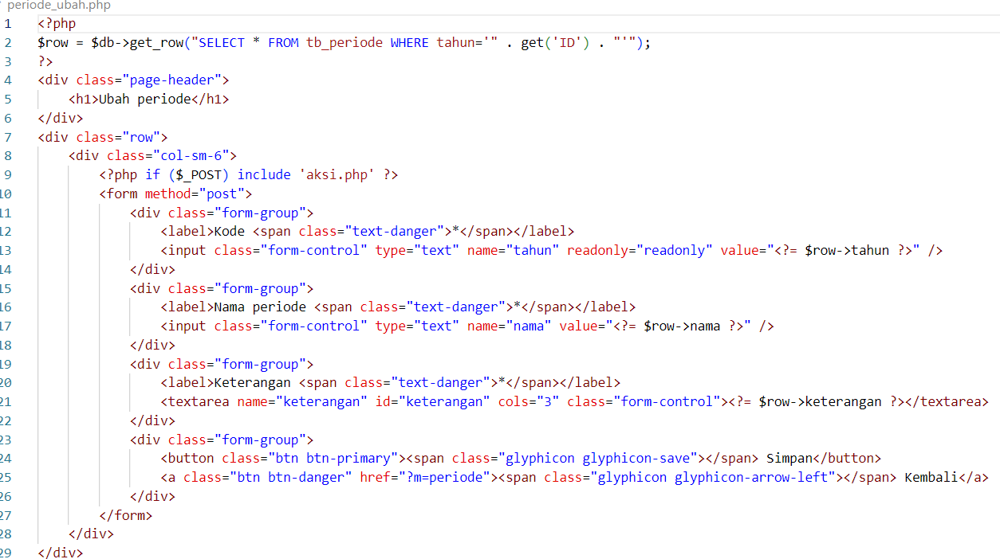 periode_ubah.php
1 <?php
2 $row = $db->get_row("SELECT * FROM tb_periode WHERE tahun='" . get('ID') . "'");
3 ?>
4 <div class="page-header">
5     <h1>Ubah periode</h1>
6 </div>
7 <div class="row">
8     <div class="col-sm-6">
9         <?php if ($_POST) include 'aksi.php' ?>
10         <form method="post">
11             <div class="form-group">
12                 <label>Kode <span class="text-danger">*</span></label>
13                 <input class="form-control" type="text" name="tahun" readonly="readonly" value="<?= $row->tahun ?>" />
14             </div>
15             <div class="form-group">
16                 <label>Nama periode <span class="text-danger">*</span></label>
17                 <input class="form-control" type="text" name="nama" value="<?= $row->nama ?>" />
18             </div>
19             <div class="form-group">
20                 <label>Keterangan <span class="text-danger">*</span></label>
21                 <textarea name="keterangan" id="keterangan" cols="3" class="form-control"><?= $row->keterangan ?></textarea>
22             </div>
23             <div class="form-group">
24                 <button class="btn btn-primary"><span class="glyphicon glyphicon-save"></span> Simpan</button>
25                 <a class="btn btn-danger" href="?m=periode"><span class="glyphicon glyphicon-arrow-left"></span> Kembali</a>
26             </div>
27         </form>
28     </div>
29 </div>